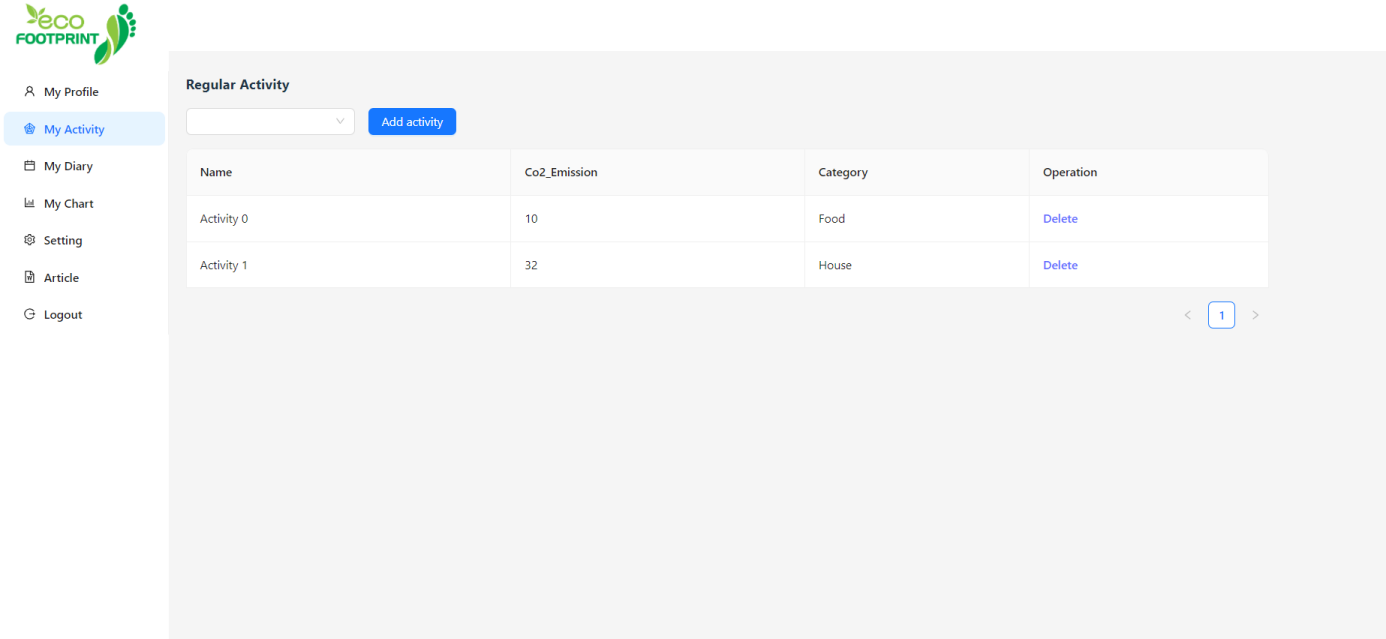 eco
FOOTPRINT
My Profile
My Activity
My Diary
My Chart
Setting
Article
Logout
Regular Activity
Add activity
Name Co2_Emission Category Operation
Activity 0 10 Food Delete
Activity 1 32 House Delete
< 1 >